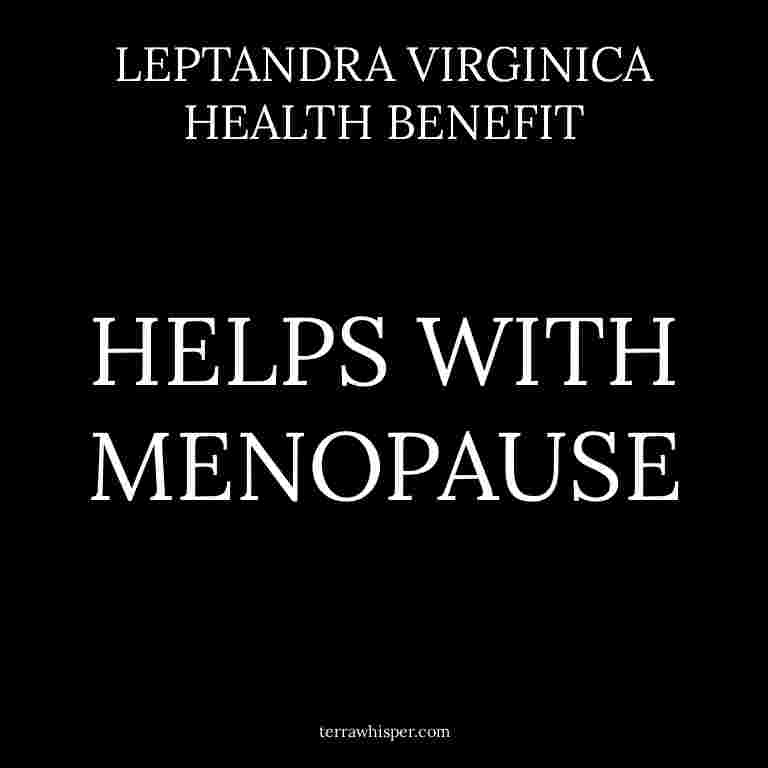 LEPTANDRA VIRGINICA
HEALTH BENEFIT
HELPS WITH
MENOPAUSE
terrawhisper.com